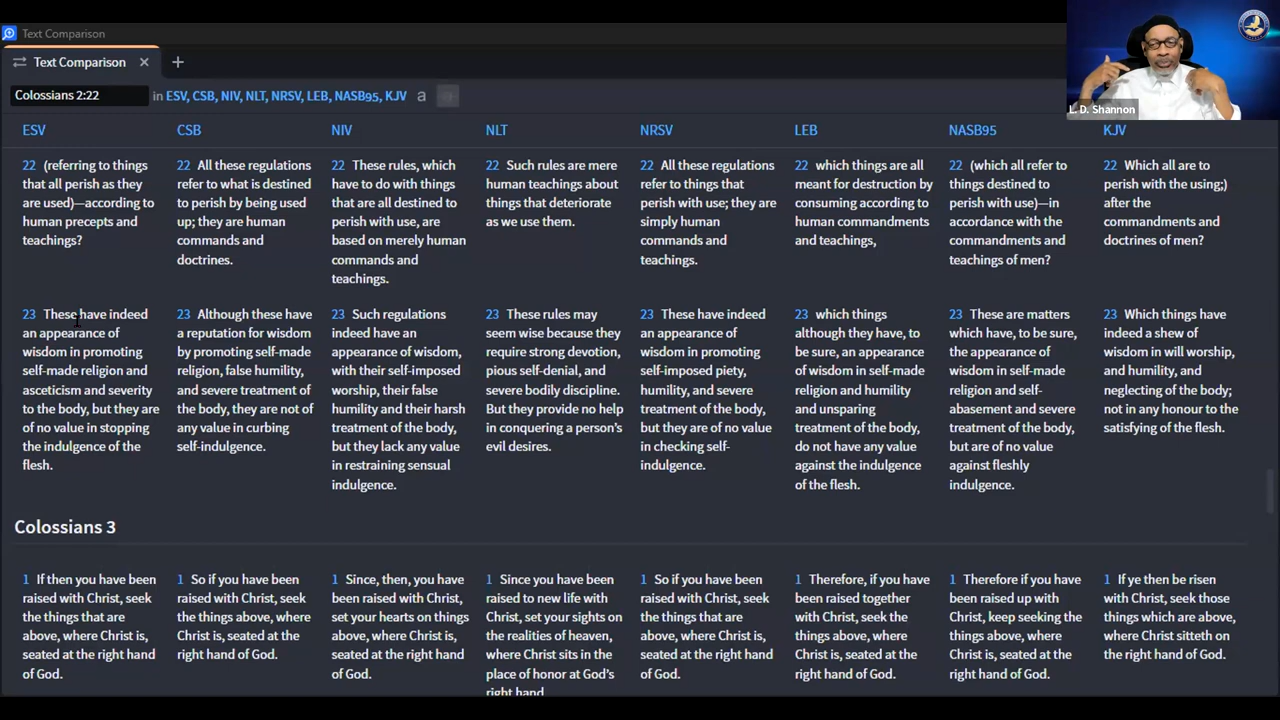 Text Comparison
Text Comparison
Colossians 2:22
in ESV, CSB, NIV, NLT, NRSV, LEB, NASB95, KJV
a
L. D. Shannon
ESV
22 (referring to things
that all perish as they
are used)—according to
human precepts and
teachings?
23 These have indeed
an appearance of
wisdom in promoting
self-made religion and
asceticism and severity
to the body, but they are
of no value in stopping
the indulgence of the
flesh.
CSB
22 All these regulations
refer to what is destined
to perish by being used
up; they are human
commands and
doctrines.
23 Although these have
a reputation for wisdom
by promoting self-made
religion, false humility,
and severe treatment of
the body, they are not of
any value in curbing
self-indulgence.
NIV
22 These rules, which
have to do with things
that are all destined to
perish with use, are
based on merely human
commands and
teachings.
23 Such regulations
indeed have an
appearance of wisdom,
with their self-imposed
worship, their false
humility and their harsh
treatment of the body,
but they lack any value
in restraining sensual
indulgence.
NLT
22 Such rules are mere
human teachings about
things that deteriorate
as we use them.
23 These rules may
seem wise because they
require strong devotion,
pious self-denial, and
severe bodily discipline.
But they provide no help
in conquering a person's
evil desires.
NRSV
22 All these regulations
refer to things that
perish with use; they are
simply human
commands and
teachings.
23 These have indeed
an appearance of
wisdom in promoting
self-imposed piety,
humility, and severe
treatment of the body,
but they are of no value
in checking self-
indulgence.
LEB
22 which things are all
meant for destruction by
consuming according to
human commandments
and teachings,
23 which things
although they have, to
be sure, an appearance
of wisdom in self-made
religion and humility
and unsparing
treatment of the body,
do not have any value
against the indulgence
of the flesh.
NASB95
22 (which all refer to
things destined to
perish with use)—in
accordance with the
commandments and
teachings of men?
23 These are matters
which have, to be sure,
the appearance of
wisdom in self-made
religion and self-
abasement and severe
treatment of the body,
but are of no value
against fleshly
indulgence.
KJV
22 Which all are to
perish with the using;)
after the
commandments and
doctrines of men?
23 Which things have
indeed a shew of
wisdom in will worship,
and humility, and
neglecting of the body;
not in any honour to the
satisfying of the flesh.
Colossians 3
1 If then you have been
raised with Christ, seek
the things that are
above, where Christ is,
seated at the right hand
of God.
1 So if you have been
raised with Christ, seek
the things above, where
Christ is, seated at the
right hand of God.
1 Since, then, you have
been raised with Christ,
set your hearts on things
above, where Christ is,
seated at the right hand
of God.
1 Since you have been
raised to new life with
Christ, set your sights on
the realities of heaven,
where Christ sits in the
place of honor at God's
right hand
1 So if you have been
raised with Christ, seek
the things that are
above, where Christ is,
seated at the right hand
of God.
1 Therefore, if you have
been raised together
with Christ, seek the
things above, where
Christ is, seated at the
right hand of God.
1 Therefore if you have
been raised up with
Christ, keep seeking the
things above, where
Christ is, seated at the
right hand of God.
1 If ye then be risen
with Christ, seek those
things which are above,
where Christ sitteth on
the right hand of God.